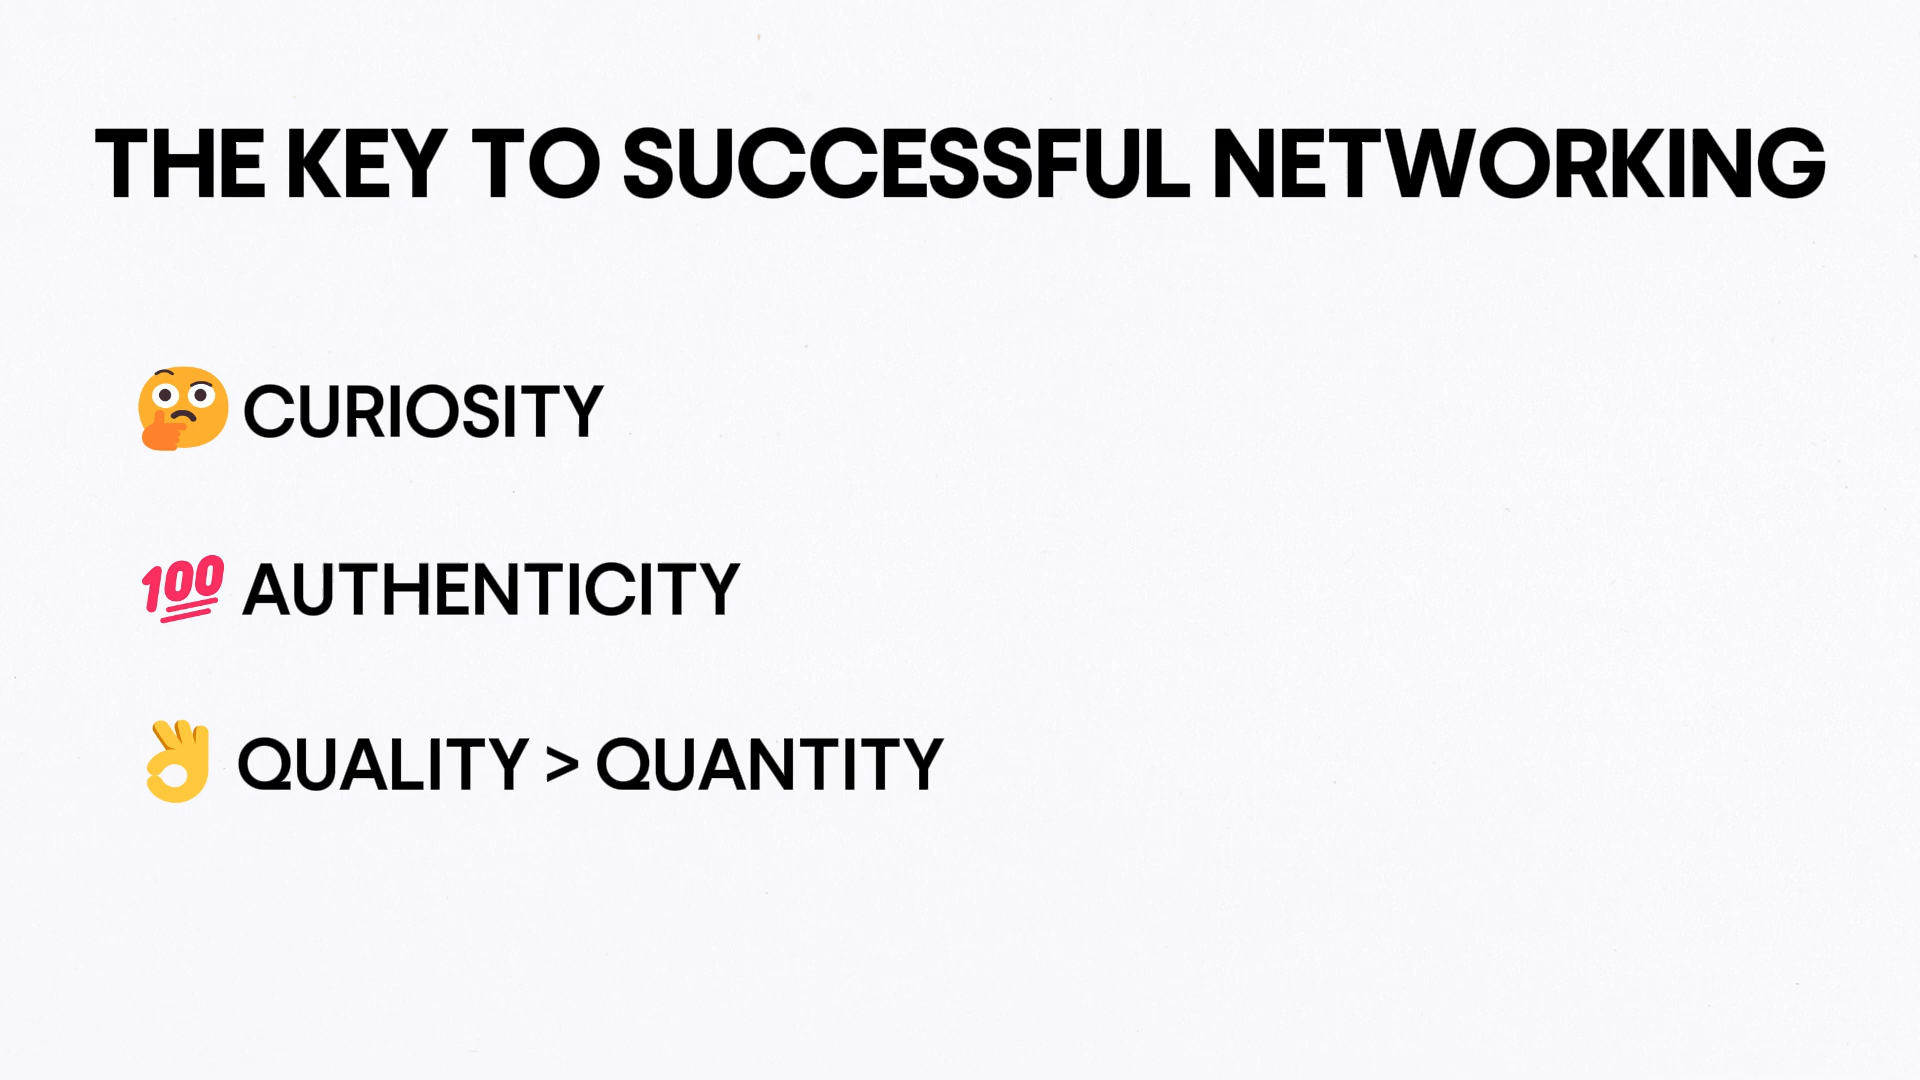 THE KEY TO SUCCESSFUL NETWORKING
🤔 CURIOSITY
💯 AUTHENTICITY
👌 QUALITY > QUANTITY